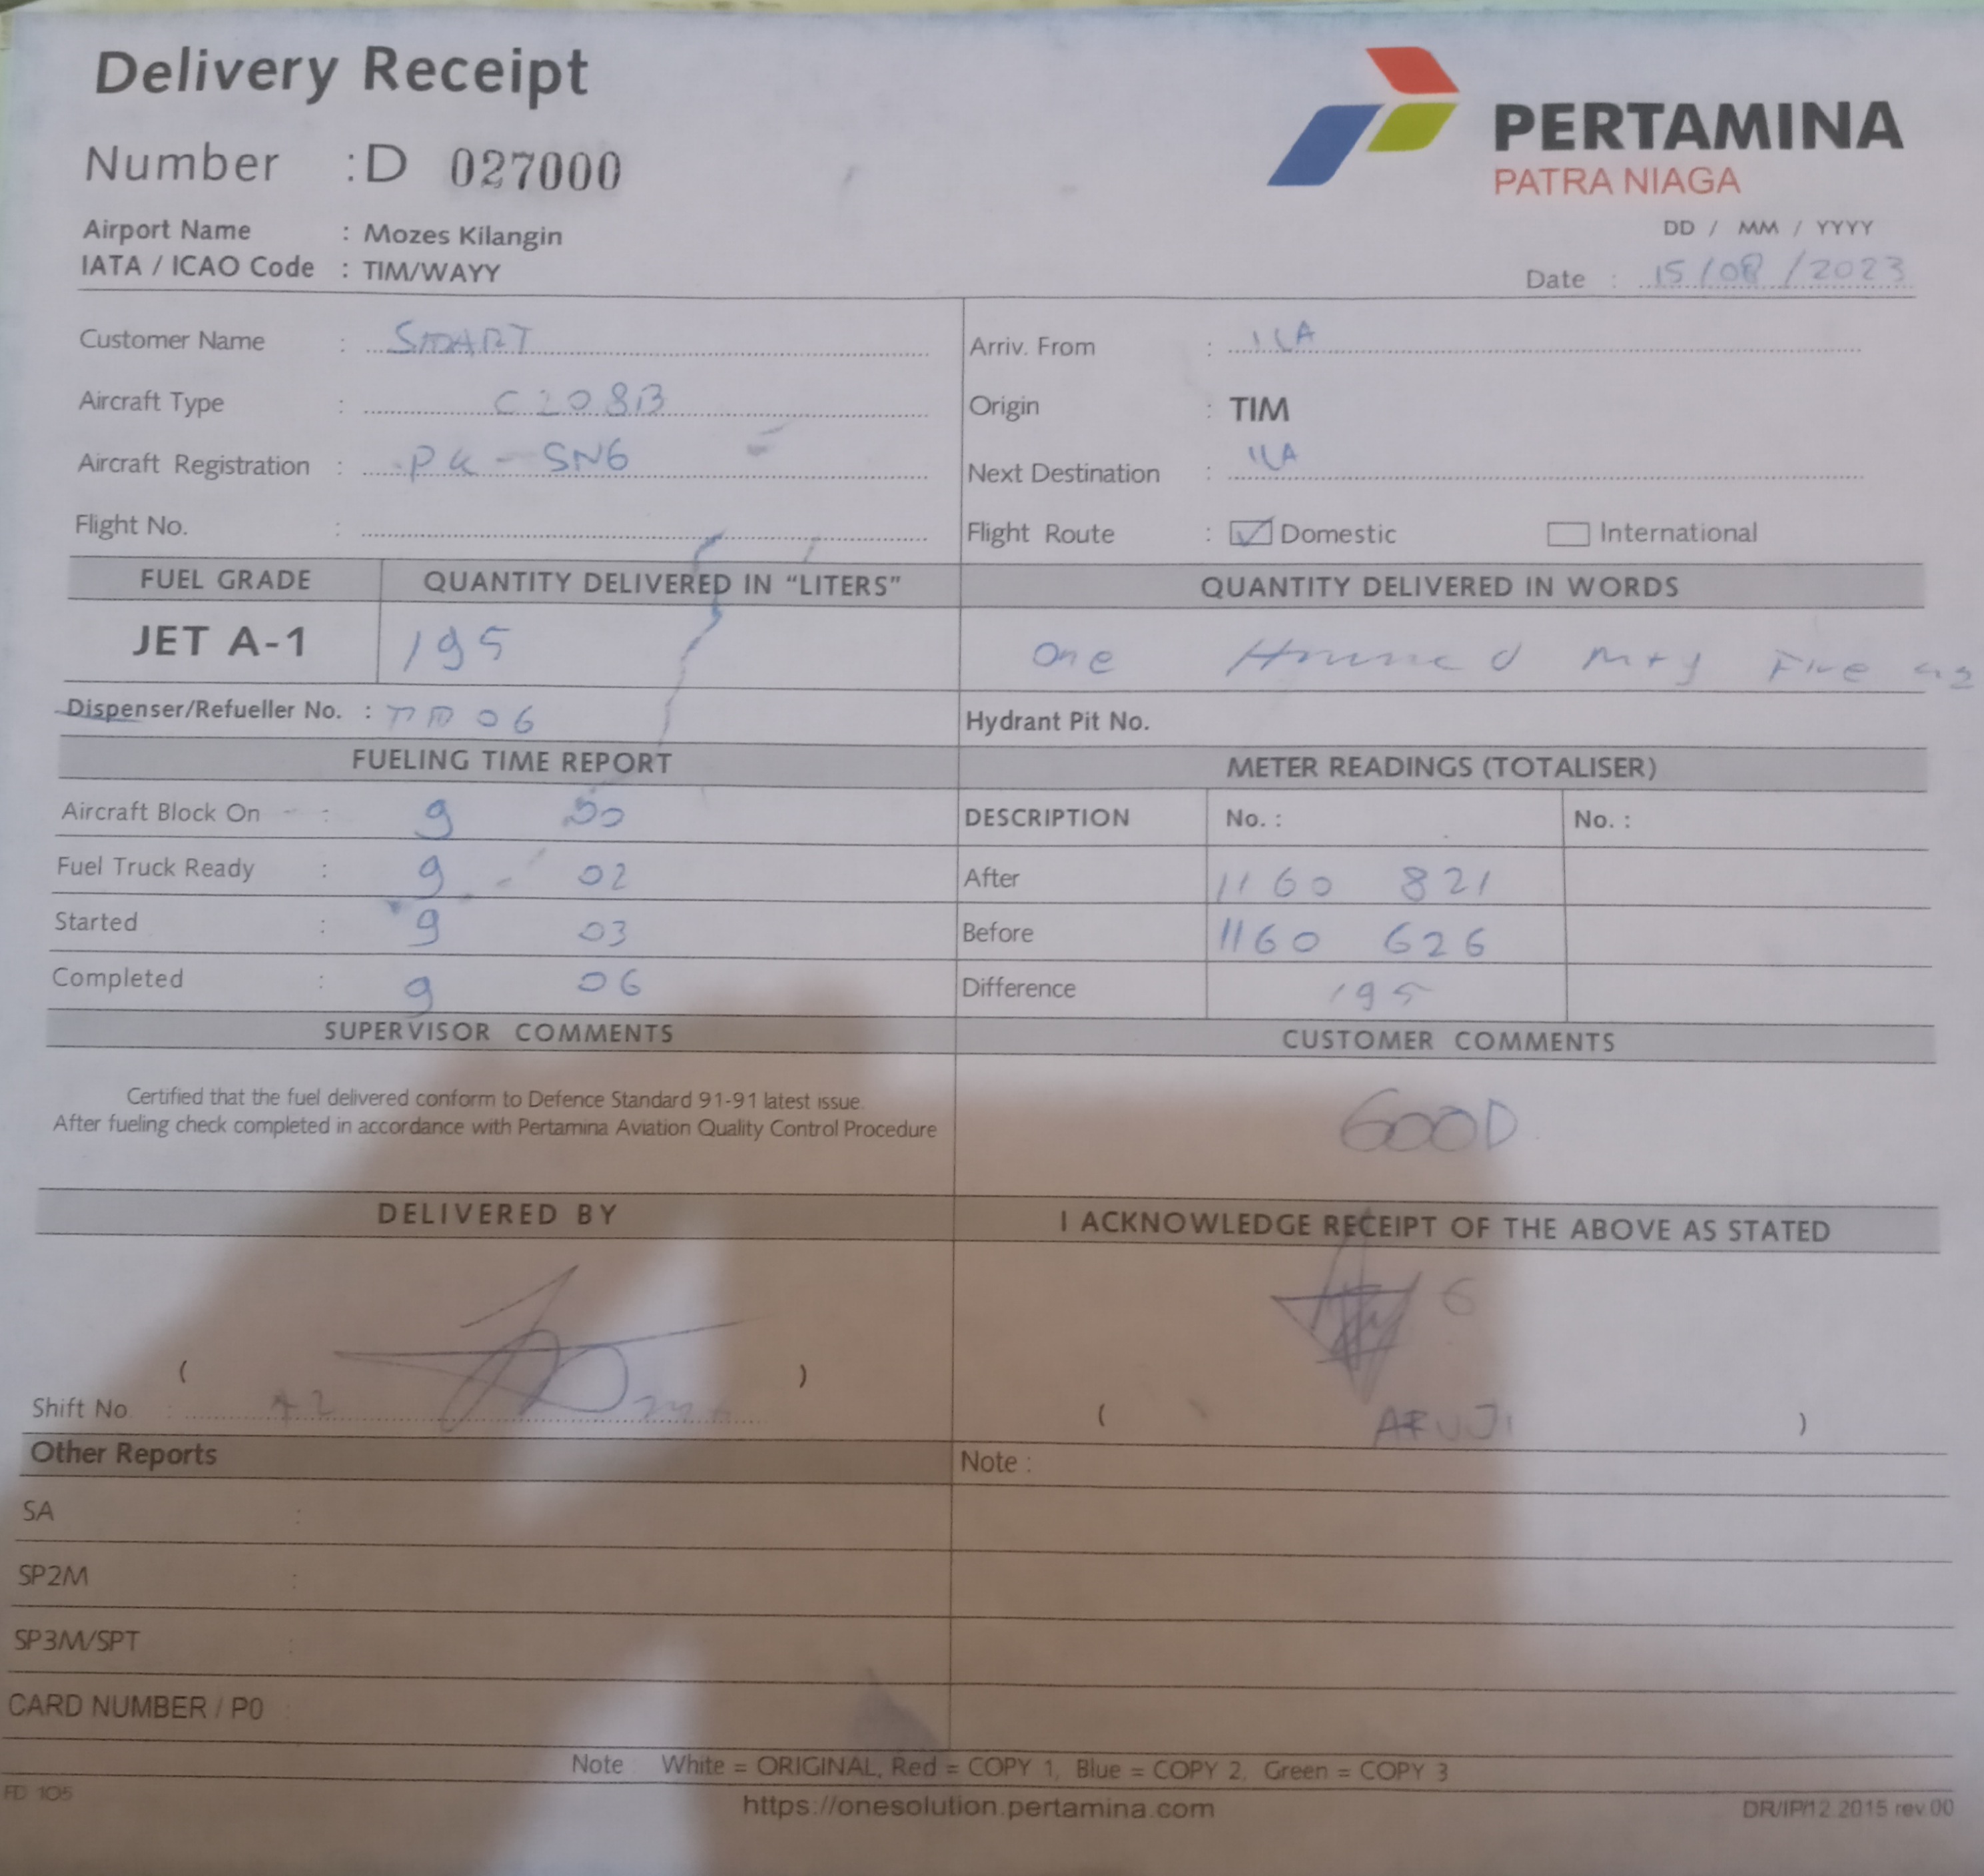 Delivery Receipt
PERTAMINA
PATRA NIAGA
Number : D 027000
Airport Name : Mozes Kilangin
IATA / ICAO Code : TIM/WAYY
DD / MM / YYYY
Date : 15/08/2023
Customer Name : SMART
Arriv. From : ILA
Aircraft Type : C208B
Origin : TIM
Aircraft Registration : PK - SNG
Next Destination : ILA
Flight No. :
Flight Route : Domestic International
FUEL GRADE QUANTITY DELIVERED IN "LITERS" QUANTITY DELIVERED IN WORDS
JET A-1 195 One Five
Dispenser/Refueller No. : 06
Hydrant Pit No.
FUELING TIME REPORT METER READINGS (TOTALISER)
Aircraft Block On : 9
DESCRIPTION No. : No. :
Fuel Truck Ready : 9 02
After 1160 821
Started : 9 03
Before 1160 626
Completed : 9 06
Difference 195
SUPERVISOR COMMENTS CUSTOMER COMMENTS
Certified that the fuel delivered conform to Defence Standard 91-91 latest issue.
After fueling check completed in accordance with Pertamina Aviation Quality Control Procedure
GOOD
DELIVERED BY I ACKNOWLEDGE RECEIPT OF THE ABOVE AS STATED
( )
Shift No. :
( )
Other Reports Note :
SA :
SP2M :
SP3M/SPT :
CARD NUMBER / P0 :
Note White = ORIGINAL, Red = COPY 1, Blue = COPY 2, Green = COPY 3
FD 105
https://onesolution.pertamina.com
DR/IP/12.2015 rev.00